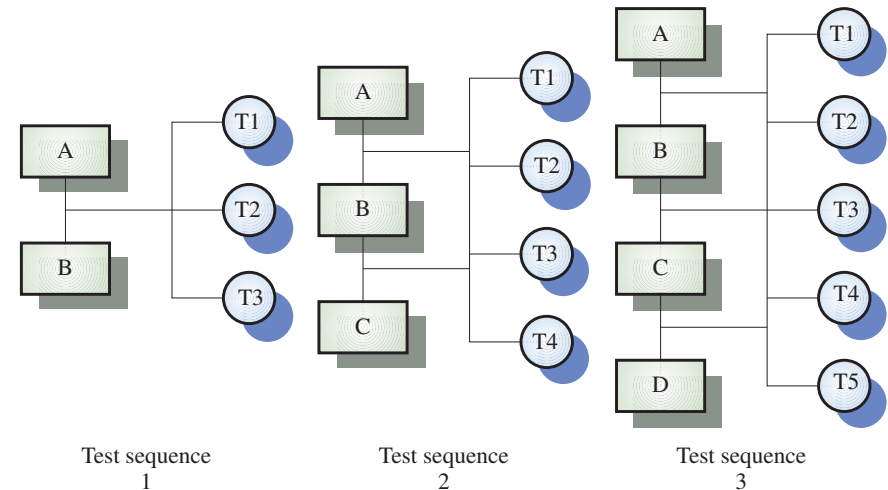 A
B
T1
T2
T3
Test sequence
1
A
B
C
T1
T2
T3
T4
Test sequence
2
A
B
C
D
T1
T2
T3
T4
T5
Test sequence
3